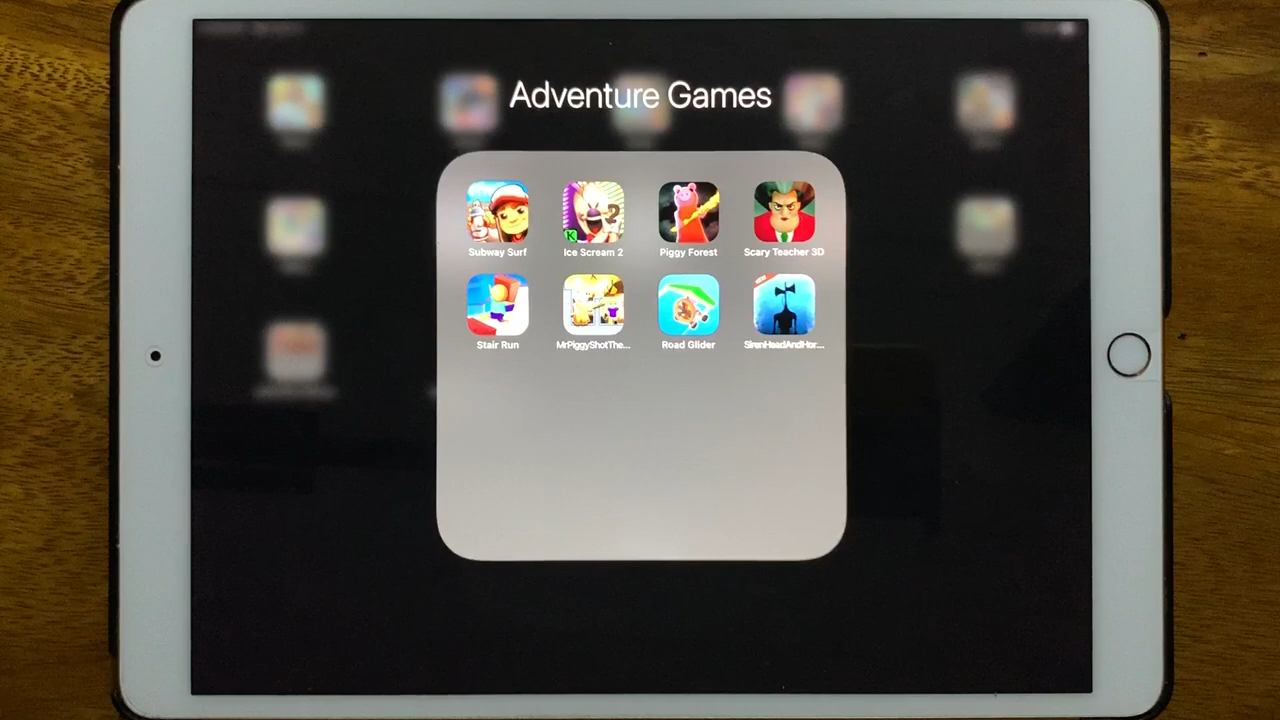 Adventure Games
Subway Surf
Ice Scream 2
Piggy Forest
Scary Teacher 3D
Stair Run
MrPiggyShotThe...
Road Glider
SirenHeadAndHor...